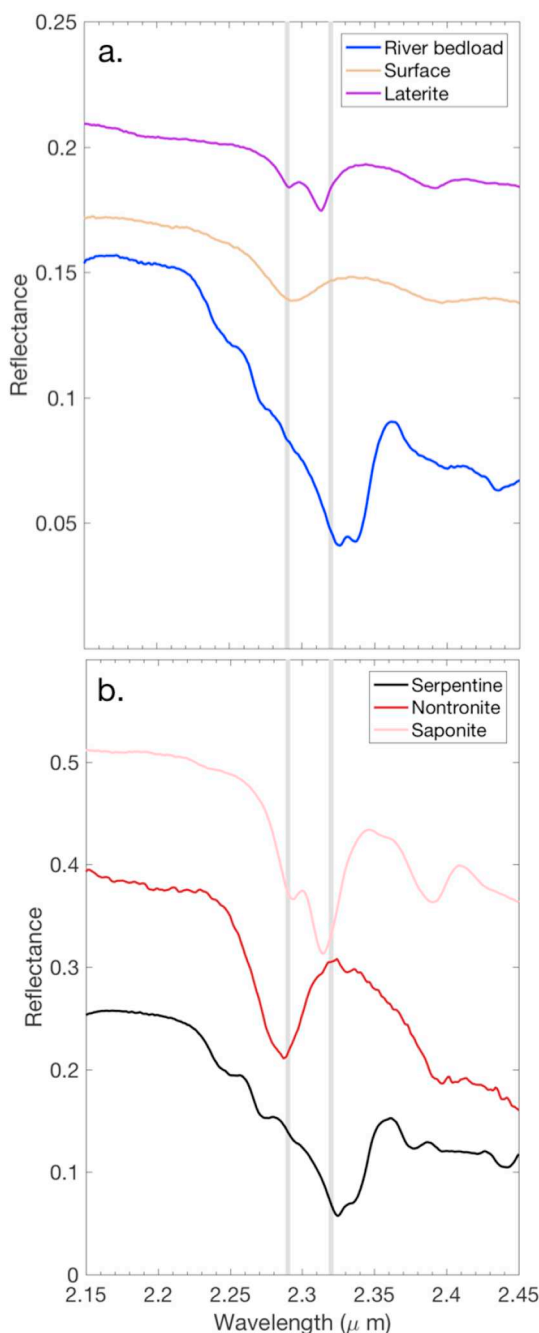 0.25
a.
River bedload
Surface
Laterite
0.2
0.15
0.1
0.05
Reflectance
b.
Serpentine
Nontronite
Saponite
0.5
0.4
0.3
0.2
0.1
0
Reflectance
2.15 2.2 2.25 2.3 2.35 2.4 2.45
Wavelength (μ m)